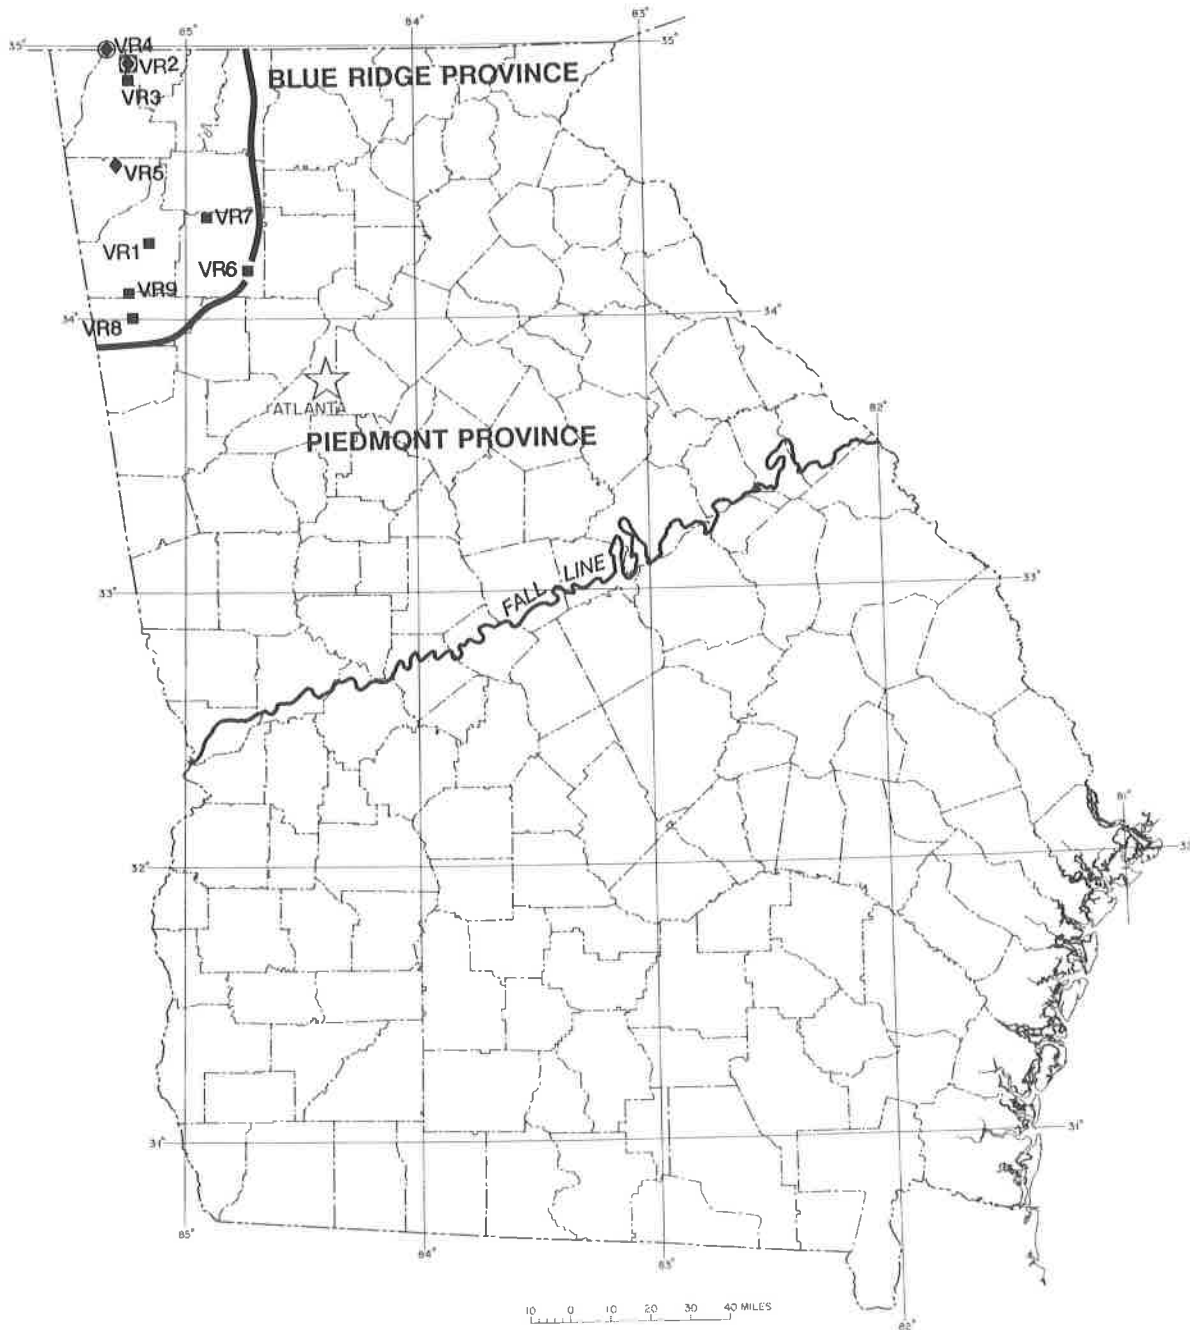 84°
83°
35°
85°
35°
VR4
VR2
VR3
BLUE RIDGE PROVINCE
VR5
VR7
VR1
VR6
VR9
VR8
34°
34°
ATLANTA
PIEDMONT PROVINCE
82°
FALL LINE
33°
33°
81°
32°
31°
31°
85°
84°
83°
82°
10 0 10 20 30 40 MILES